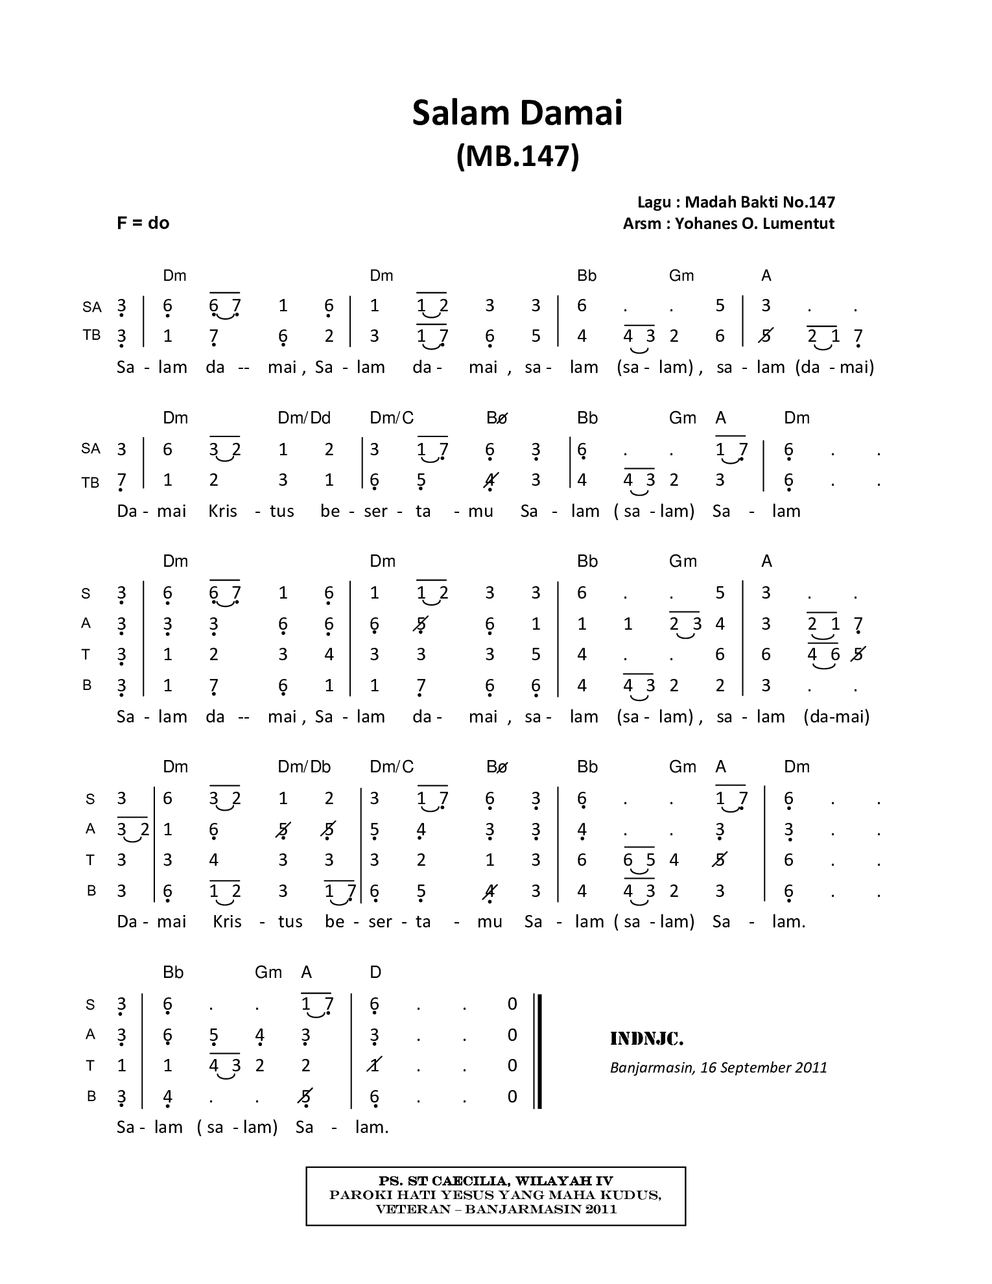 Salam Damai
(MB.147)
Lagu : Madah Bakti No.147
F = do
Arsm : Yohanes O. Lumentut
Dm Dm Bb Gm A
SA 3̣ | 6̣ 6̣ 7̣ 1 6̣ | 1 1 2 3 3 | 6 . . 5 | 3 . .
TB 3̣ | 1 7̣ 6̣ 2 | 3 1 7̣ 6̣ 5 | 4 4 3 2 6 | 5̸ 2 1 7̣
Sa - lam da -- mai , Sa - lam da - mai , sa - lam (sa - lam) , sa - lam (da - mai)
Dm Dm/Dd Dm/C Bø Bb Gm A Dm
SA 3 | 6 3 2 1 2 | 3 1 7̣ 6̣ 3̣ | 6̣ . . 1 7̣ | 6̣ . .
TB 7̣ | 1 2 3 1 | 6̣ 5̣ 4̸̣ 3 | 4 4 3 2 3 | 6̣ . .
Da - mai Kris - tus be - ser - ta - mu Sa - lam ( sa - lam) Sa - lam
Dm Dm Bb Gm A
S 3̣ | 6̣ 6̣ 7̣ 1 6̣ | 1 1 2 3 3 | 6 . . 5 | 3 . .
A 3̣ | 3̣ 3̣ 6̣ 6̣ | 6̣ 5̸̣ 6̣ 1 | 1 1 2 3 4 | 3 2 1 7̣
T 3̣ | 1 2 3 4 | 3 3 3 5 | 4 . . 6 | 6 4 6 5̸
B 3̣ | 1 7̣ 6̣ 1 | 1 7̣ 6̣ 6̣ | 4 4 3 2 2 | 3 . .
Sa - lam da -- mai , Sa - lam da - mai , sa - lam (sa - lam) , sa - lam (da-mai)
Dm Dm/Db Dm/C Bø Bb Gm A Dm
S 3 | 6 3 2 1 2 | 3 1 7̣ 6̣ 3̣ | 6̣ . . 1 7̣ | 6̣ . .
A 3 2 | 1 6̣ 5̸̣ 5̸̣ | 5̣ 4̣ 3̣ 3̣ | 4̣ . . 3̣ | 3̣ . .
T 3 | 3 4 3 3 | 3 2 1 3 | 6 6 5 4 5̸ | 6 . .
B 3 | 6̣ 1 2 3 1 7̣ | 6̣ 5̣ 4̸̣ 3 | 4 4 3 2 3 | 6̣ . .
Da - mai Kris - tus be - ser - ta - mu Sa - lam ( sa - lam) Sa - lam.
Bb Gm A D
S 3̣ | 6̣ . . 1 7̣ | 6̣ . . 0
A 3̣ | 6̣ 5̣ 4̣ 3̣ | 3̣ . . 0
T 1 | 1 4 3 2 2 | 1̸ . . 0
B 3̣ | 4̣ . . 5̸̣ | 6̣ . . 0
Sa - lam ( sa - lam) Sa - lam.
INDNJC.
Banjarmasin, 16 September 2011
PS. ST CAECILIA, WILAYAH IV
PAROKI HATI YESUS YANG MAHA KUDUS,
VETERAN – BANJARMASIN 2011